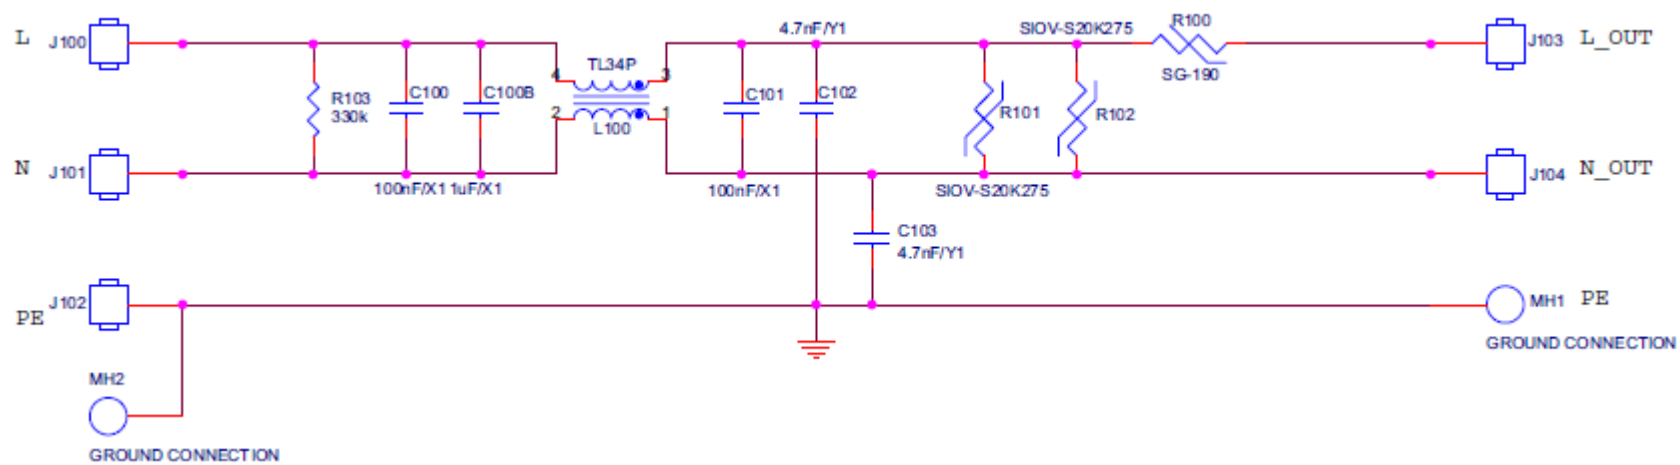 4.7nF/Y1
SIOV-S20K275
R100
L
J100
J103
L_OUT
TL34P
SG-190
4
3
R103
330k
C100
C100B
C101
C102
R101
R102
2
1
L100
N
J101
J104
N_OUT
100nF/X1
1uF/X1
100nF/X1
SIOV-S20K275
C103
4.7nF/Y1
PE
J102
MH1
PE
GROUND CONNECTION
MH2
GROUND CONNECTION